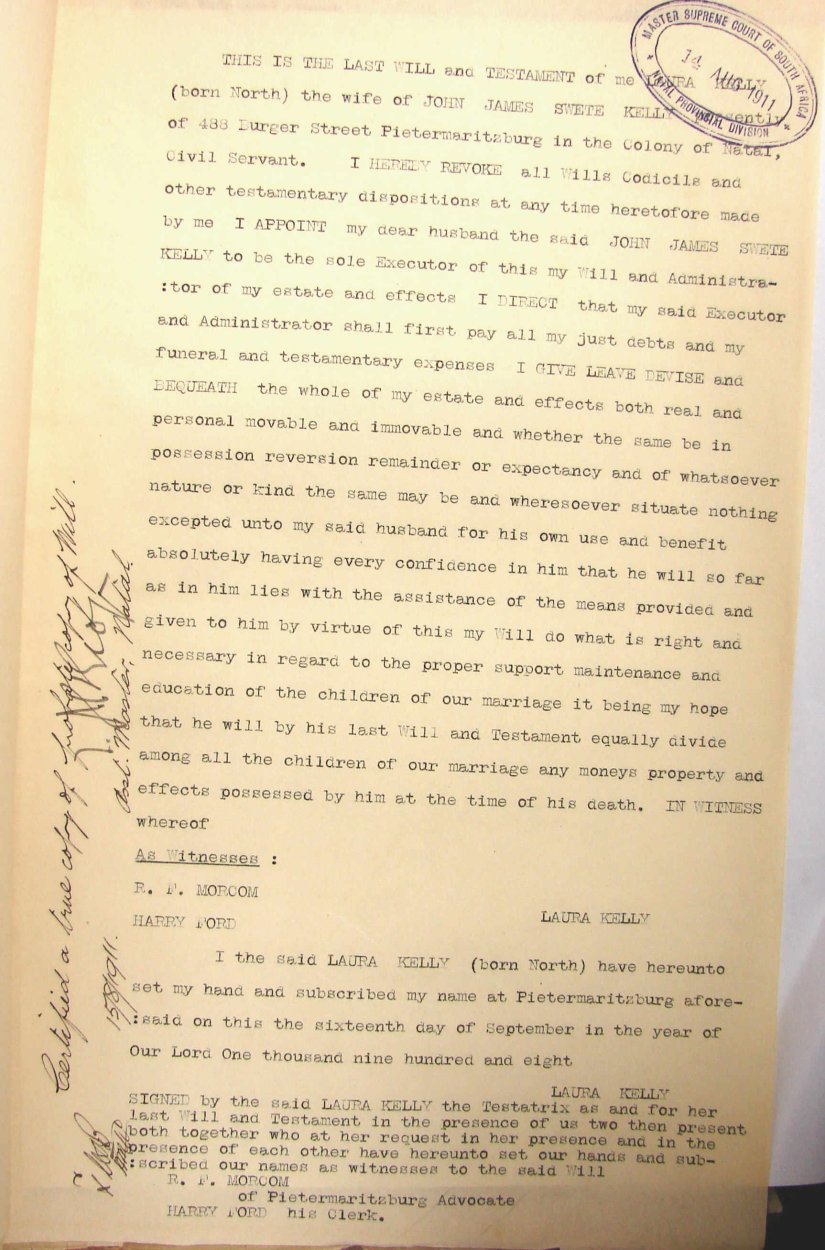 MASTER SUPREME COURT OF SOUTH AFRICA
14 AUG 1911
NATAL PROVINCIAL DIVISION
THIS IS THE LAST WILL and TESTAMENT of me LAURA KELLY
(born North) the wife of JOHN JAMES SWETE KELLY presently
of 488 Burger Street Pietermaritzburg in the Colony of Natal,
Civil Servant. I HEREBY REVOKE all Wills Codicils and
other testamentary dispositions at any time heretofore made
by me I APPOINT my dear husband the said JOHN JAMES SWETE
KELLY to be the sole Executor of this my Will and Administra-
:tor of my estate and effects I DIRECT that my said Executor
and Administrator shall first pay all my just debts and my
funeral and testamentary expenses I GIVE LEAVE DEVISE and
BEQUEATH the whole of my estate and effects both real and
personal movable and immovable and whether the same be in
possession reversion remainder or expectancy and of whatsoever
nature or kind the same may be and wheresoever situate nothing
excepted unto my said husband for his own use and benefit
absolutely having every confidence in him that he will so far
as in him lies with the assistance of the means provided and
given to him by virtue of this my Will do what is right and
necessary in regard to the proper support maintenance and
education of the children of our marriage it being my hope
that he will by his last Will and Testament equally divide
among all the children of our marriage any moneys property and
effects possessed by him at the time of his death. IN WITNESS
whereof
As Witnesses :
R. F. MORCOM
HARRY FORD LAURA KELLY
I the said LAURA KELLY (born North) have hereunto
set my hand and subscribed my name at Pietermaritzburg afore-
:said on this the sixteenth day of September in the year of
Our Lord One thousand nine hundred and eight
LAURA KELLY
SIGNED by the said LAURA KELLY the Testatrix as and for her
last Will and Testament in the presence of us two then present
both together who at her request in her presence and in the
presence of each other have hereunto set our hands and sub-
:scribed our names as witnesses to the said Will
R. F. MORCOM
of Pietermaritzburg Advocate
HARRY FORD his Clerk.
Certified a true copy of copy of Will.
Asst. Master, Natal.
15/8/1911.